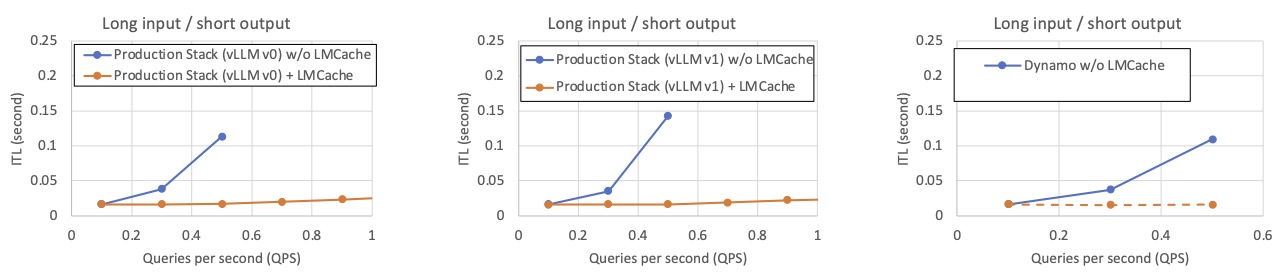 Long input / short output
0.25
0.2
0.15
0.1
0.05
0
ITL (second)
Production Stack (vLLM v0) w/o LMCache
Production Stack (vLLM v0) + LMCache
0 0.2 0.4 0.6 0.8 1
Queries per second (QPS)
Long input / short output
0.25
0.2
0.15
0.1
0.05
0
ITL (second)
Production Stack (vLLM v1) w/o LMCache
Production Stack (vLLM v1) + LMCache
0 0.2 0.4 0.6 0.8 1
Queries per second (QPS)
Long input / short output
0.25
0.2
0.15
0.1
0.05
0
ITL (second)
Dynamo w/o LMCache
0 0.2 0.4 0.6
Queries per second (QPS)